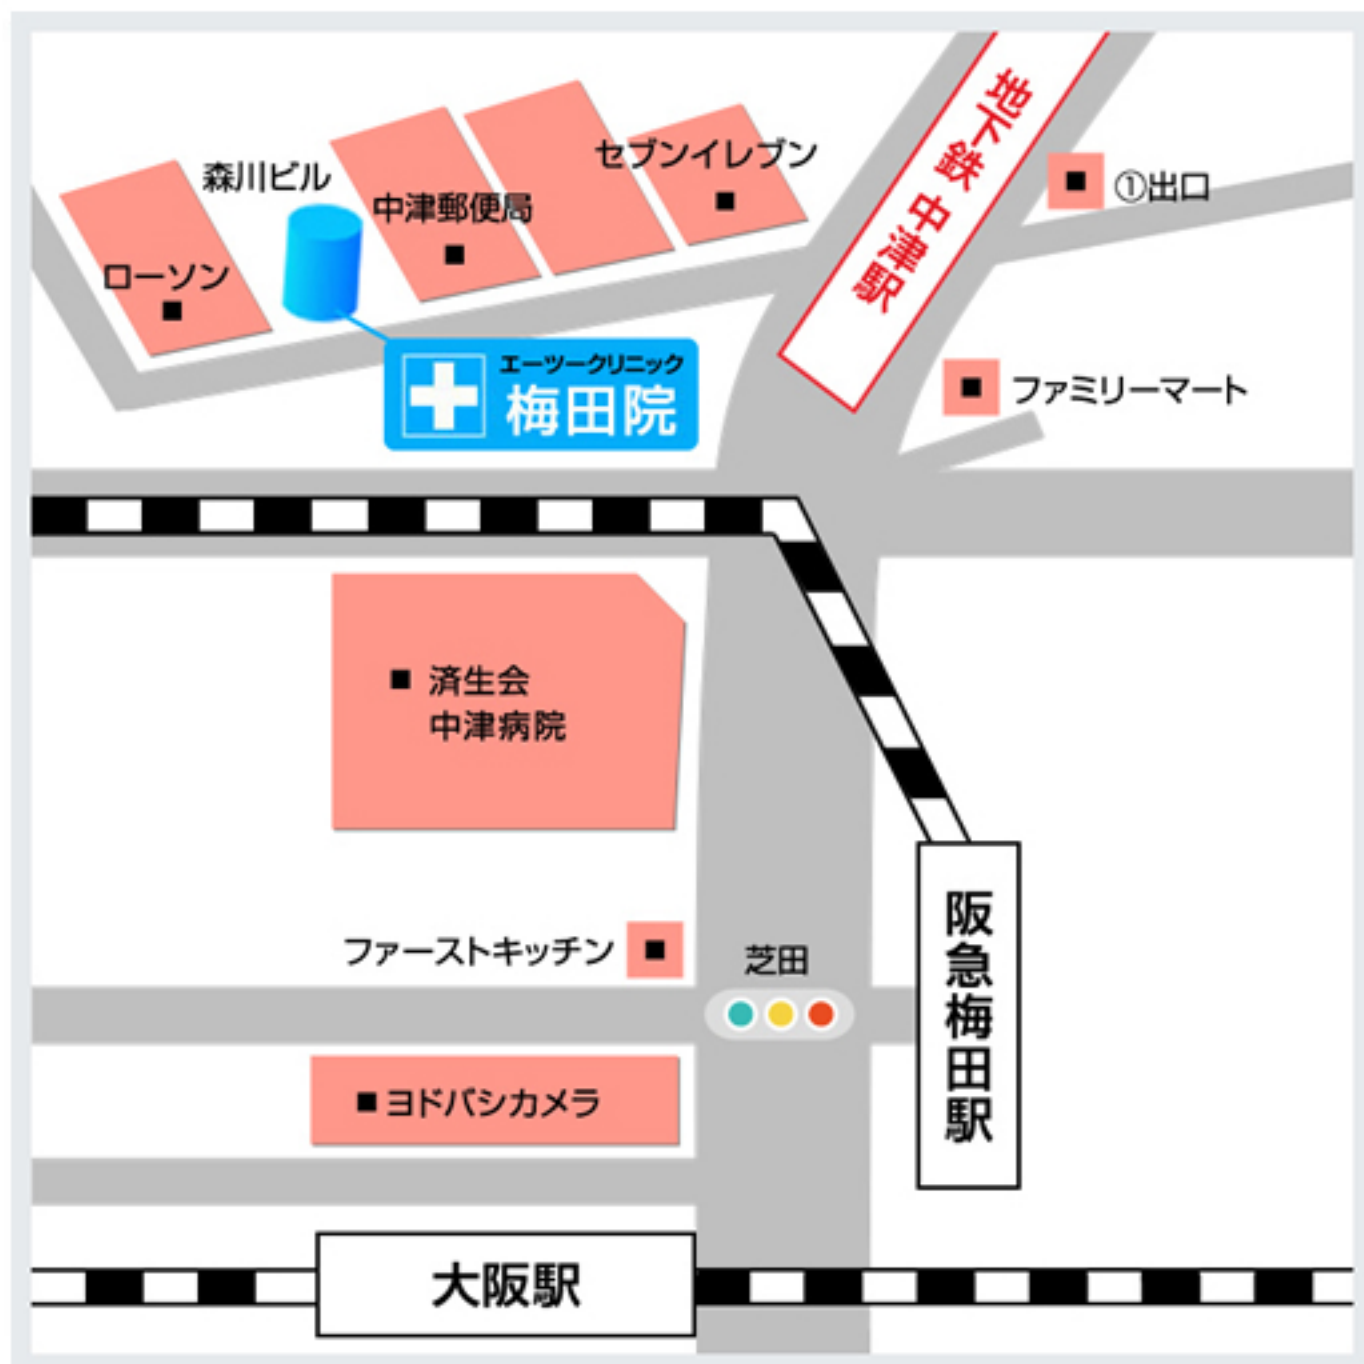 地下鉄 中津駅
セブンイレブン
森川ビル
①出口
中津郵便局
ローソン
エーツークリニック
梅田院
ファミリーマート
済生会
中津病院
ファーストキッチン
芝田
阪急梅田駅
ヨドバシカメラ
大阪駅